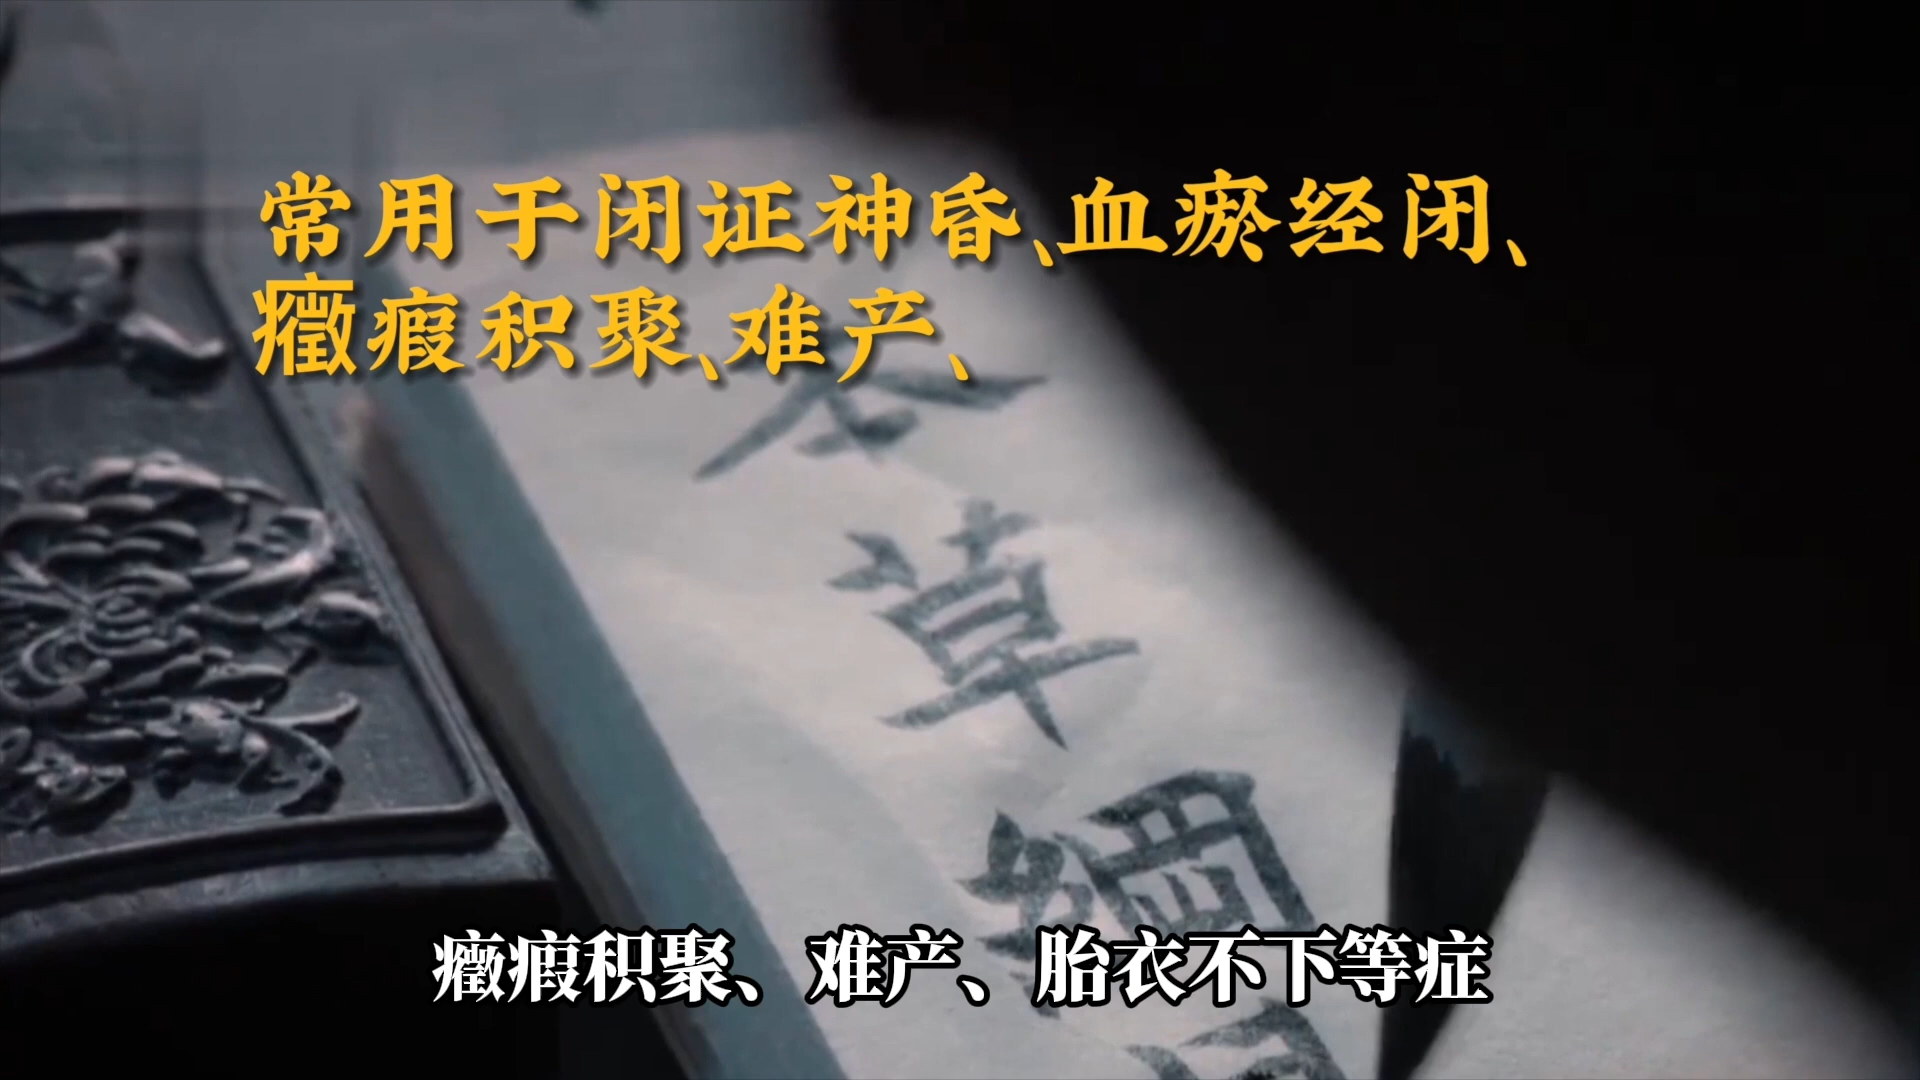 常用于闭证神昏、血瘀经闭、
癥瘕积聚、难产、
本
草
綱
癥瘕积聚、难产、胎衣不下等症